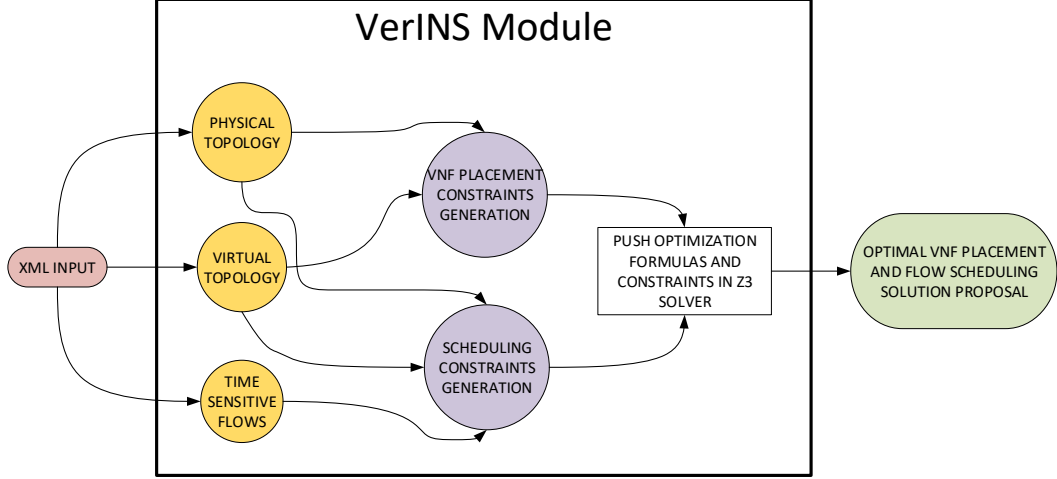 VerINS Module
XML INPUT
PHYSICAL
TOPOLOGY
VIRTUAL
TOPOLOGY
TIME
SENSITIVE
FLOWS
VNF PLACEMENT
CONSTRAINTS
GENERATION
SCHEDULING
CONSTRAINTS
GENERATION
PUSH OPTIMIZATION
FORMULAS AND
CONSTRAINTS IN Z3
SOLVER
OPTIMAL VNF PLACEMENT
AND FLOW SCHEDULING
SOLUTION PROPOSAL